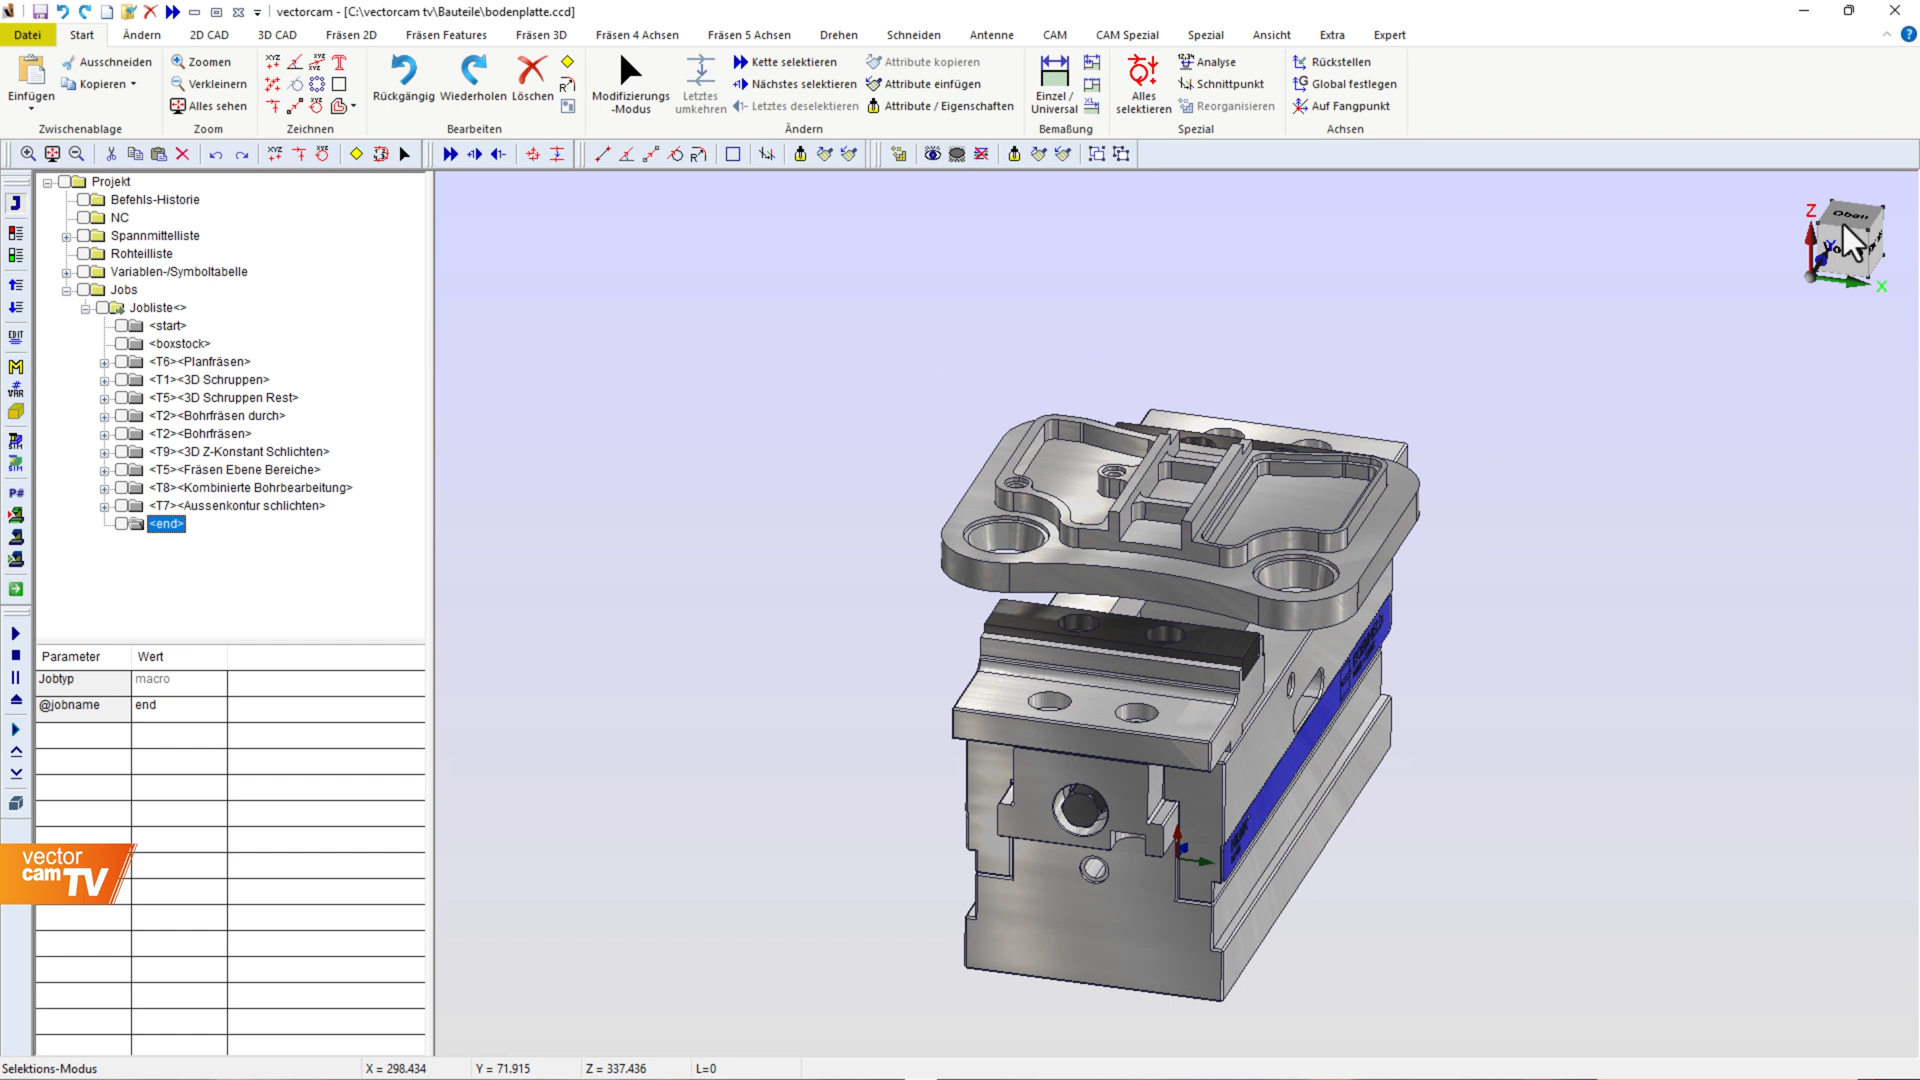 vectorcam - [C:\vectorcam tv\Bauteile\bodenplatte.ccd]
Datei Start Ändern 2D CAD 3D CAD Fräsen 2D Fräsen Features Fräsen 3D Fräsen 4 Achsen Fräsen 5 Achsen Drehen Schneiden Antenne CAM CAM Spezial Spezial Ansicht Extra Expert
Einfügen
Ausschneiden
Kopieren
Zwischenablage
Zoomen
Verkleinern
Alles sehen
Zoom
Zeichnen
Rückgängig Wiederholen Löschen
Bearbeiten
Modifizierungs
-Modus
Letztes
umkehren
Kette selektieren
Nächstes selektieren
Letztes deselektieren
Attribute kopieren
Attribute einfügen
Attribute / Eigenschaften
Ändern
Einzel /
Universal
Bemaßung
Alles
selektieren
Analyse
Schnittpunkt
Reorganisieren
Spezial
Rückstellen
Global festlegen
Auf Fangpunkt
Achsen
Projekt
Befehls-Historie
NC
Spannmittelliste
Rohteilliste
Variablen-/Symboltabelle
Jobs
Jobliste<>
<start>
<boxstock>
<T6><Planfräsen>
<T1><3D Schruppen>
<T5><3D Schruppen Rest>
<T2><Bohrfräsen durch>
<T2><Bohrfräsen>
<T9><3D Z-Konstant Schlichten>
<T5><Fräsen Ebene Bereiche>
<T8><Kombinierte Bohrbearbeitung>
<T7><Aussenkontur schlichten>
<end>
EDIT
M
# VAR
SIM
SIM
P#
Parameter Wert
Jobtyp macro
@jobname end
vector
cam TV
Z
Oben
Y
X
Selektions-Modus X = 298.434 Y = 71.915 Z = 337.436 L=0